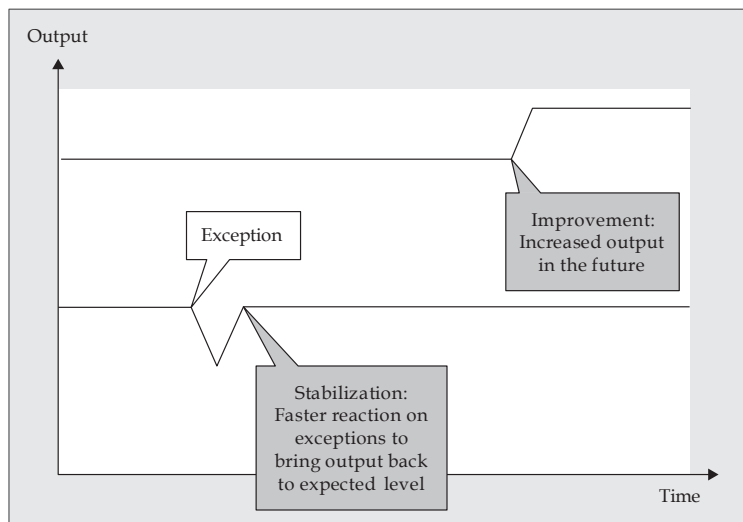 Output
Exception
Improvement:
Increased output
in the future
Stabilization:
Faster reaction on
exceptions to
bring output back
to expected level
Time